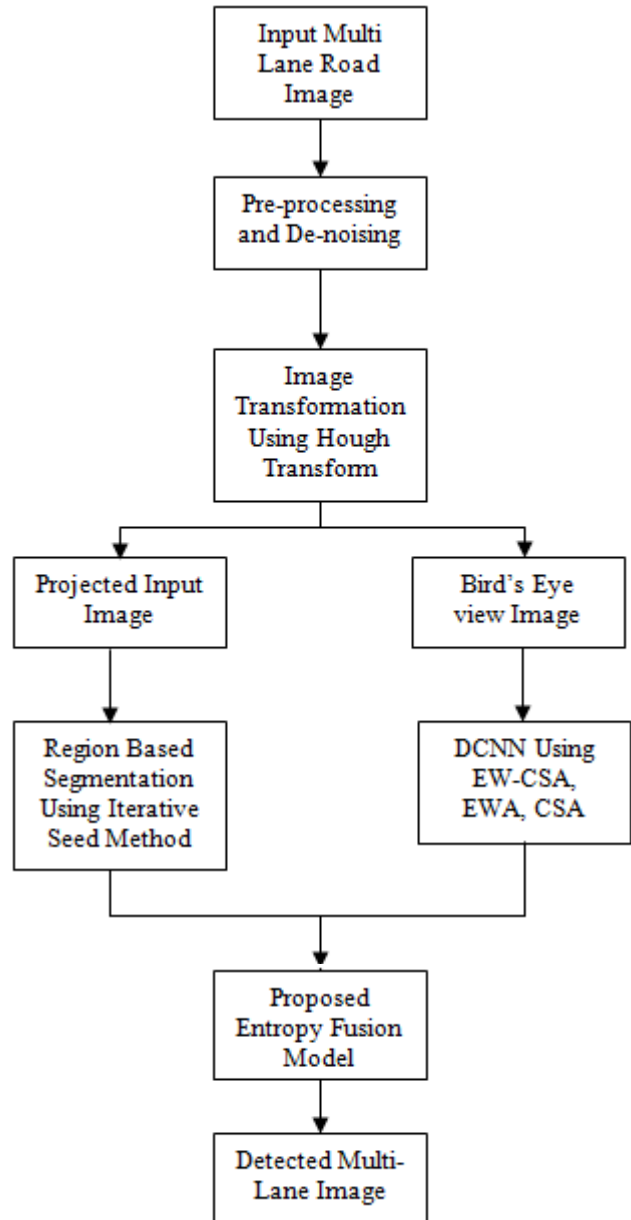 Input Multi
Lane Road
Image
Pre-processing
and De-noising
Image
Transformation
Using Hough
Transform
Projected Input
Image
Bird's Eye
view Image
Region Based
Segmentation
Using Iterative
Seed Method
DCNN Using
EW-CSA,
EWA, CSA
Proposed
Entropy Fusion
Model
Detected Multi-
Lane Image